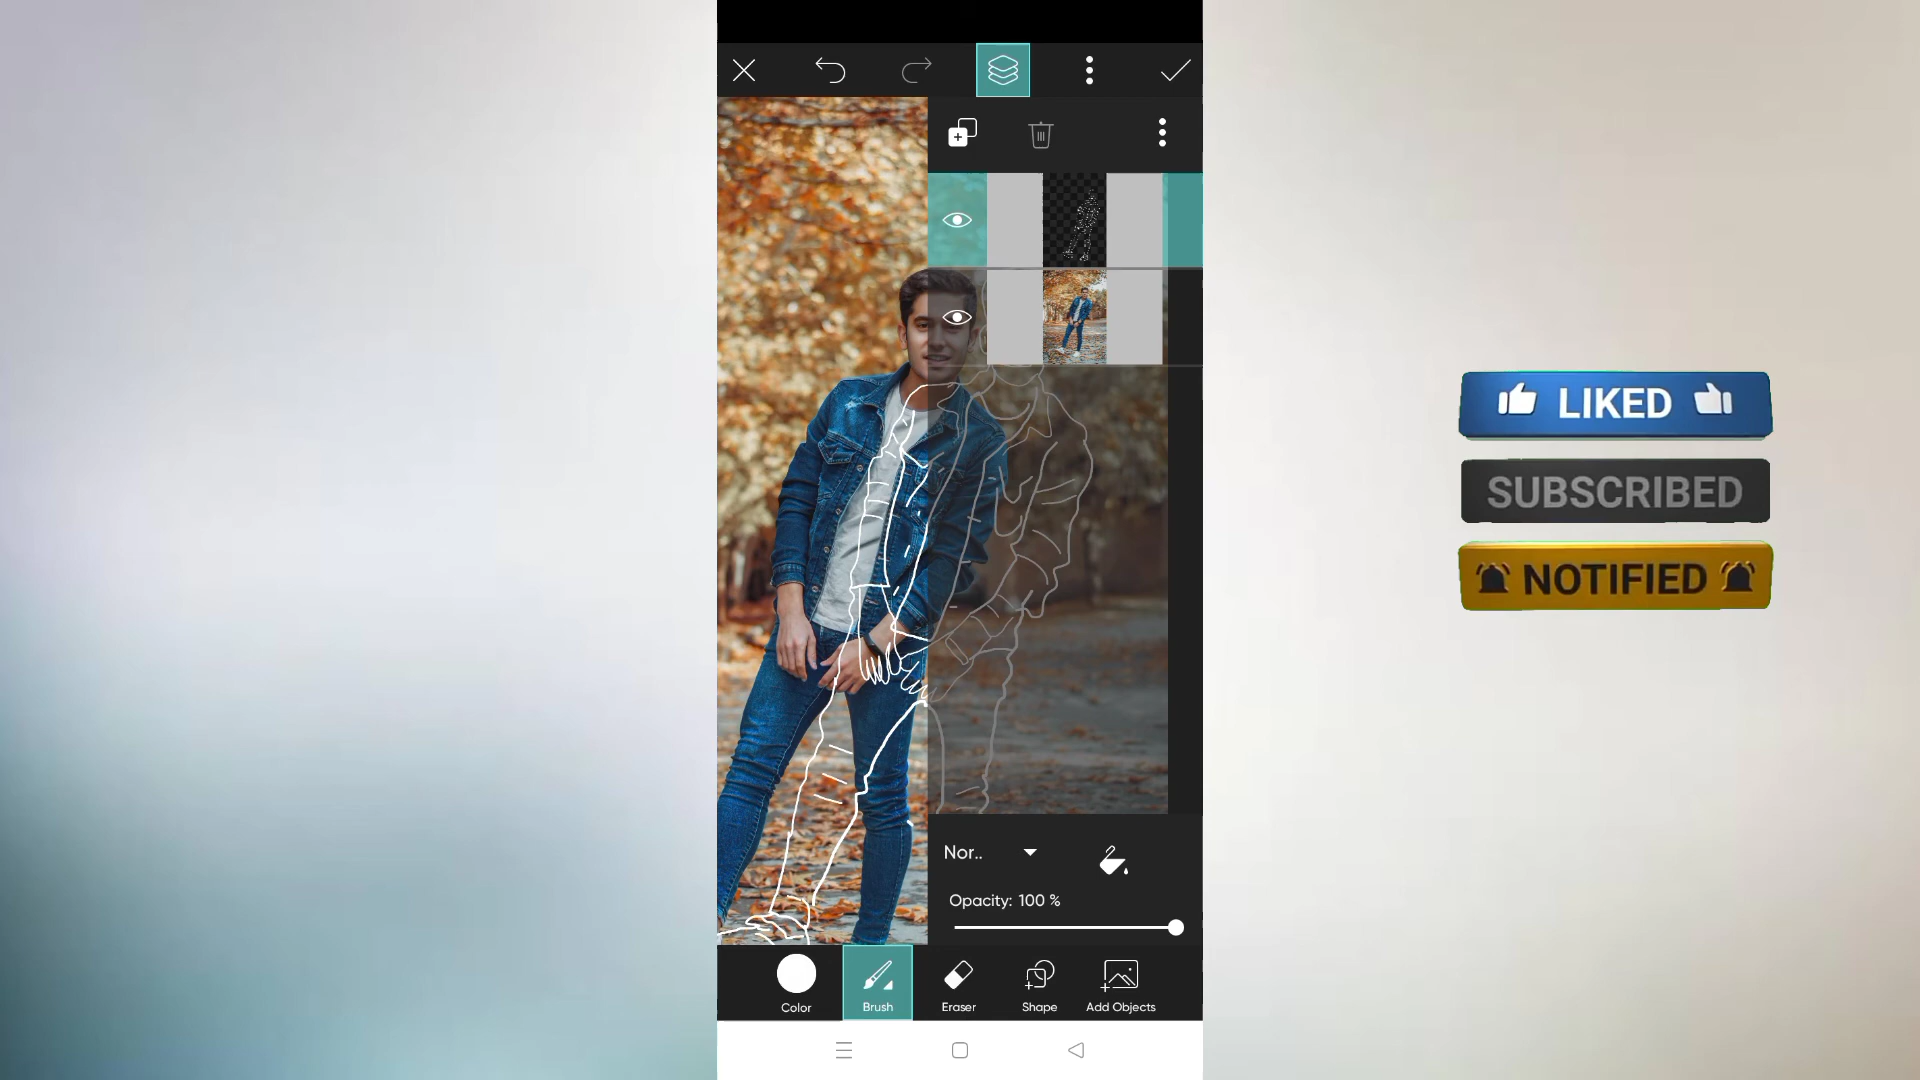 LIKED
SUBSCRIBED
NOTIFIED
Nor..
Opacity: 100 %
Color
Brush
Eraser
Shape
Add Objects